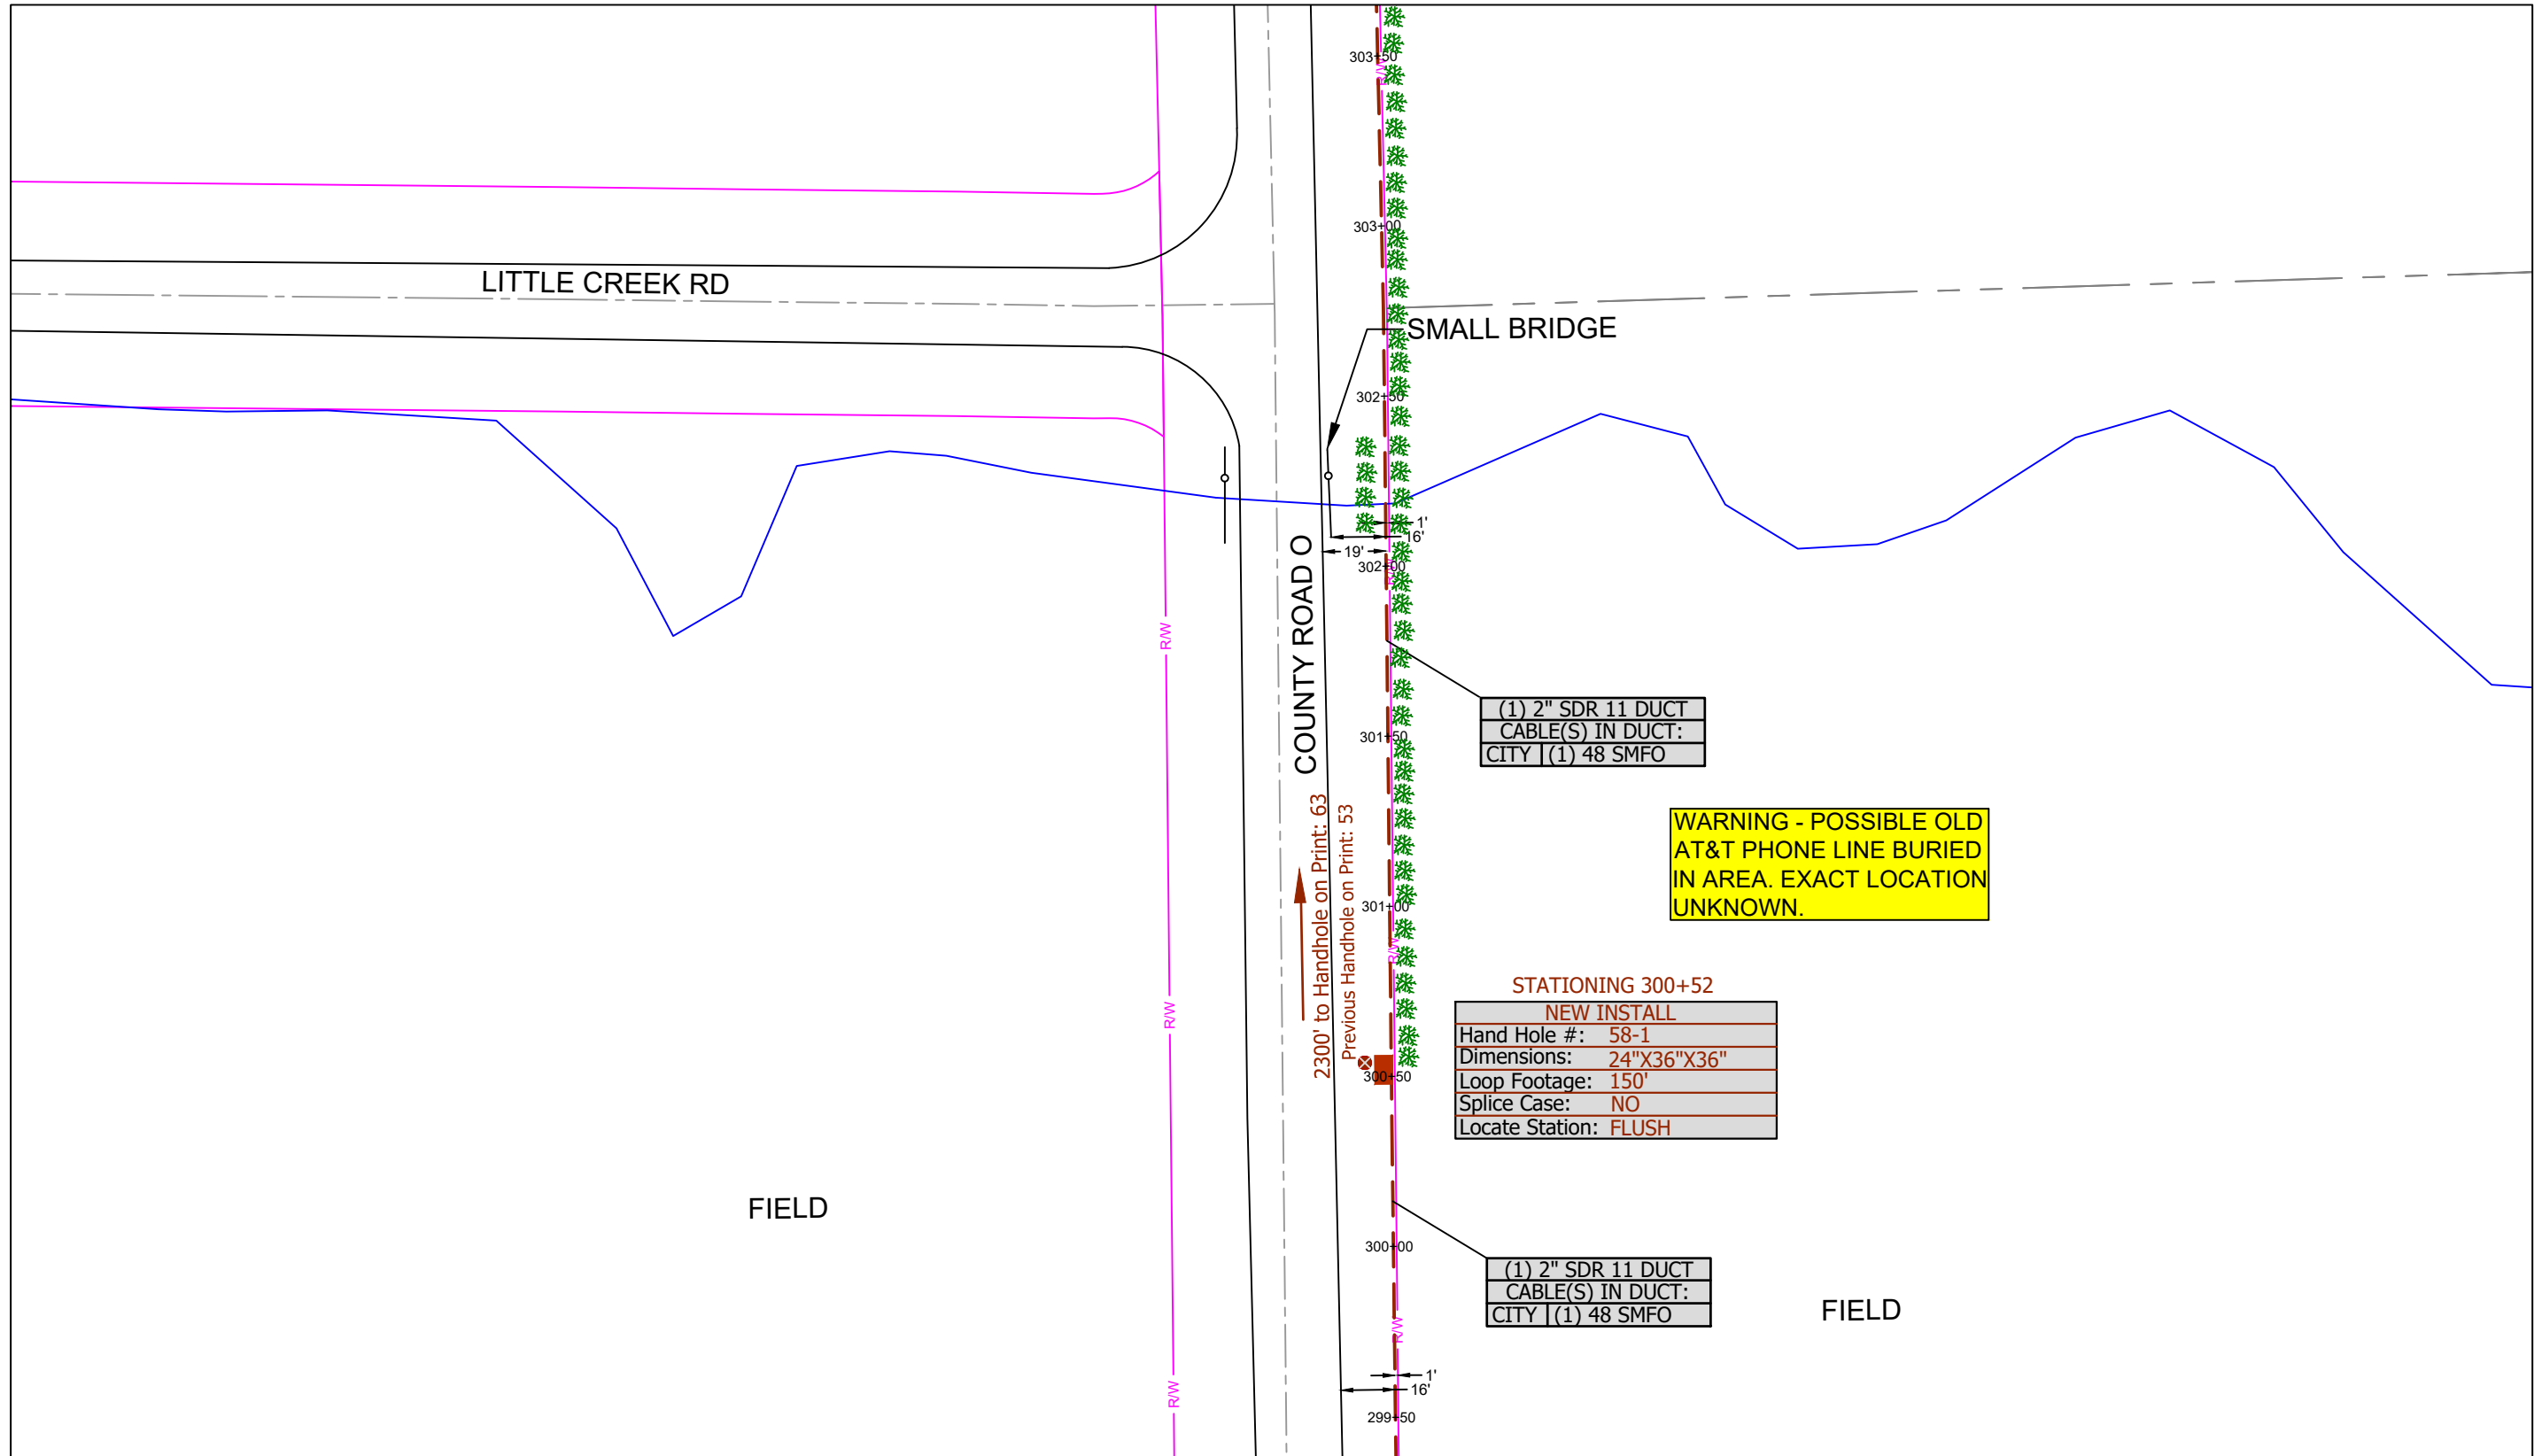 303+50
R/W
303+00
LITTLE CREEK RD
SMALL BRIDGE
302+50
1'
16'
19'
302+00
R/W
COUNTY ROAD O
R/W
(1) 2" SDR 11 DUCT
CABLE(S) IN DUCT:
CITY (1) 48 SMFO
301+50
2300' to Handhole on Print: 63
Previous Handhole on Print: 53
WARNING - POSSIBLE OLD
AT&T PHONE LINE BURIED
IN AREA. EXACT LOCATION
UNKNOWN.
301+00
R/W
R/W
STATIONING 300+52
NEW INSTALL
Hand Hole #: 58-1
Dimensions: 24"X36"X36"
Loop Footage: 150'
Splice Case: NO
Locate Station: FLUSH
300+50
FIELD
300+00
(1) 2" SDR 11 DUCT
CABLE(S) IN DUCT:
CITY (1) 48 SMFO
FIELD
R/W
1'
16'
R/W
299+50